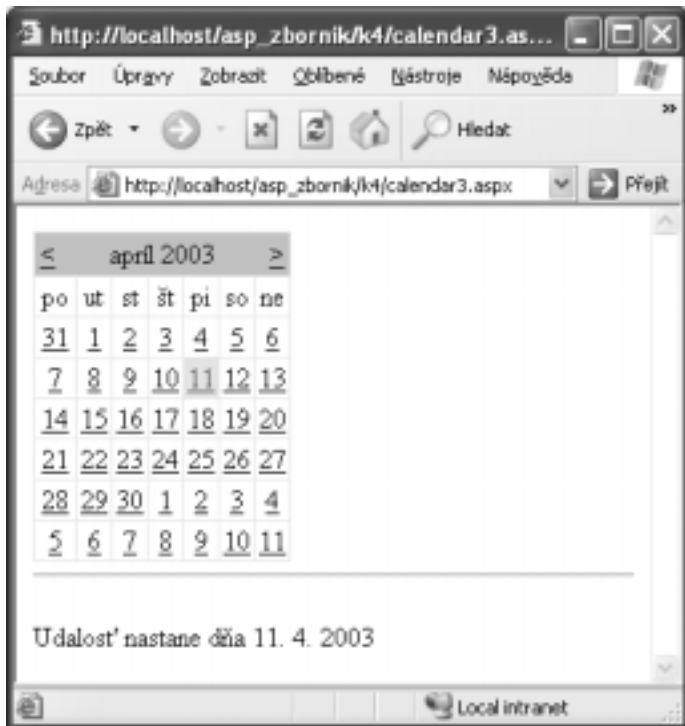 http://localhost/asp_zbornik/k4/calendar3.as...
Soubor Úpravy Zobrazit Oblíbené Nástroje Nápověda
Zpět Hledat »
Adresa http://localhost/asp_zbornik/k4/calendar3.aspx Přejít
< apríl 2003 >
po ut st št pi so ne
31 1 2 3 4 5 6
7 8 9 10 11 12 13
14 15 16 17 18 19 20
21 22 23 24 25 26 27
28 29 30 1 2 3 4
5 6 7 8 9 10 11
Udalosť nastane dňa 11. 4. 2003
Local intranet